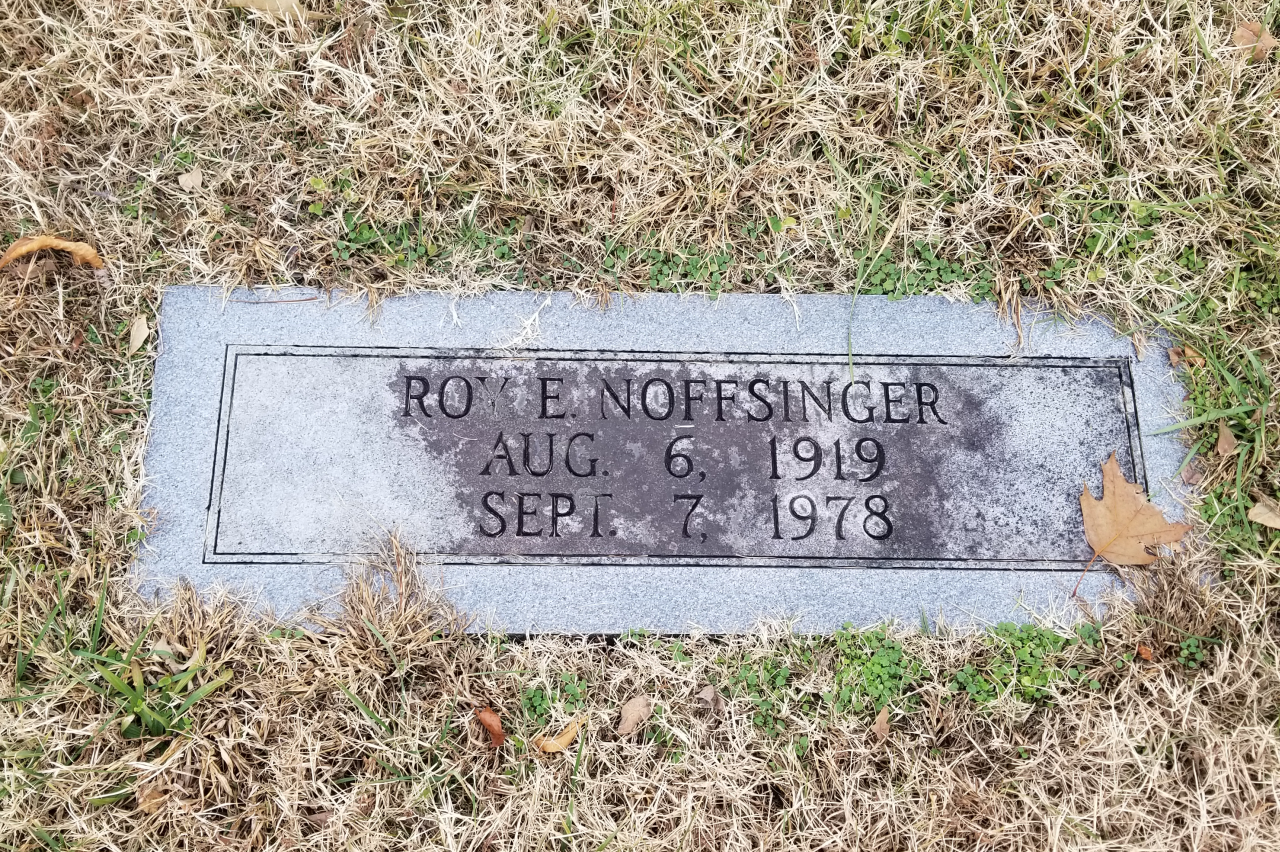 ROY E. NOFFSINGER
AUG. 6, 1919
SEPT. 7, 1978